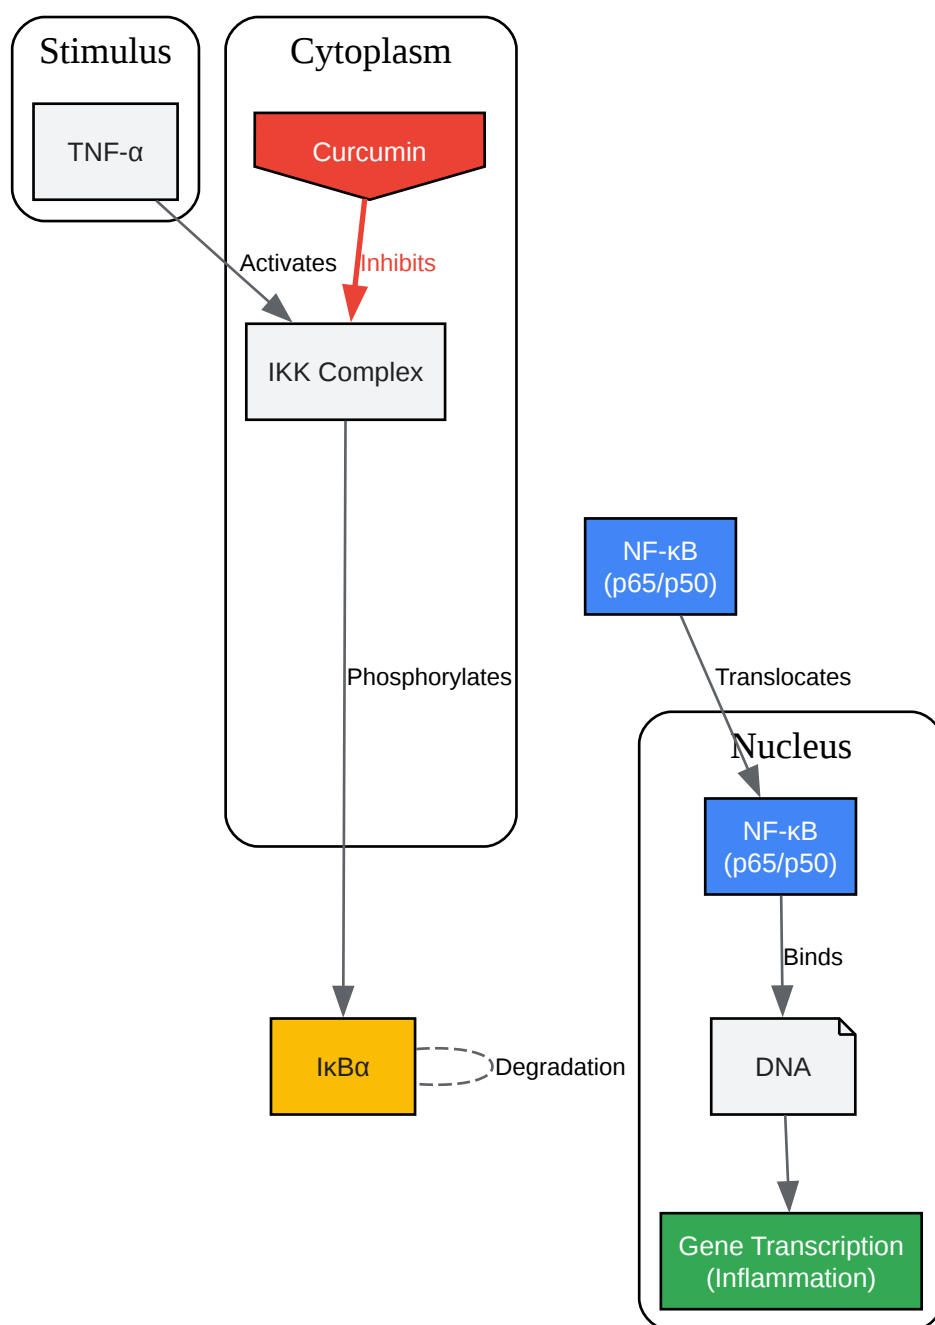 Stimulus
Cytoplasm
TNF-α
Curcumin
Activates
Inhibits
IKK Complex
NF-κB
(p65/p50)
Phosphorylates
Translocates
Nucleus
NF-κB
(p65/p50)
Binds
IκBα
Degradation
DNA
Gene Transcription
(Inflammation)